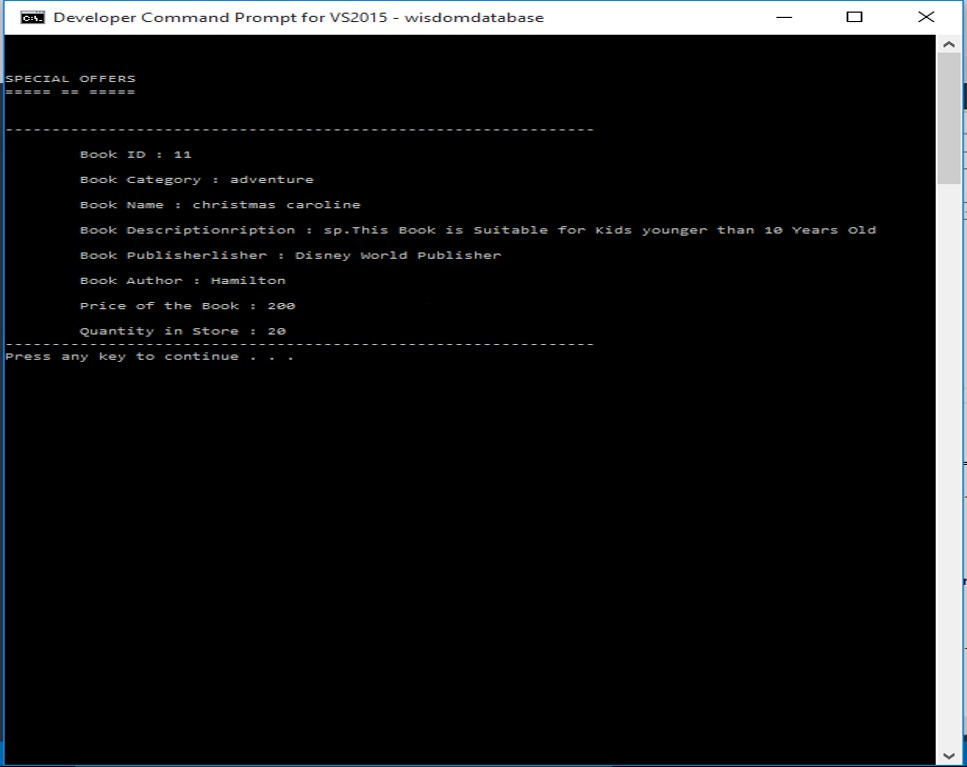 Developer Command Prompt for VS2015 - wisdomdatabase
SPECIAL OFFERS
===== == =====
---------------------------------------------------------------
Book ID : 11
Book Category : adventure
Book Name : christmas caroline
Book Descriptionription : sp.This Book is Suitable for Kids younger than 10 Years Old
Book Publisherlisher : Disney World Publisher
Book Author : Hamilton
Price of the Book : 200
Quantity in Store : 20
---------------------------------------------------------------
Press any key to continue . . .